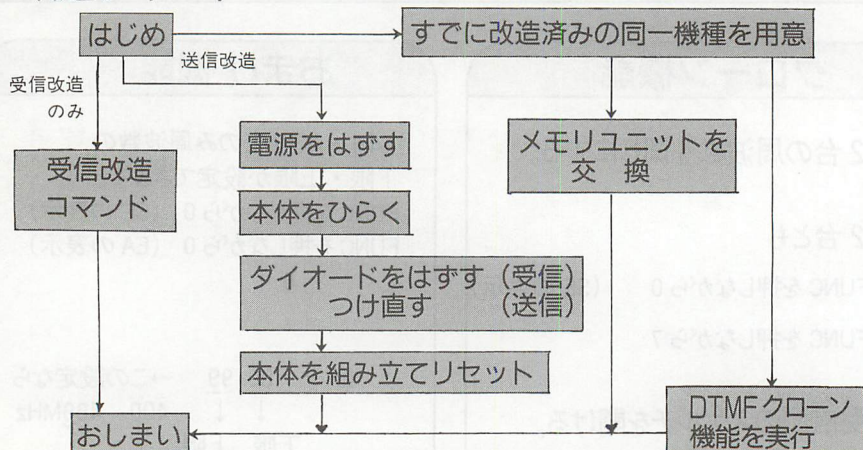 はじめ
すでに改造済みの同一機種を用意
送信改造
受信改造
のみ
電源をはずす
メモリユニットを
交　換
受信改造
コマンド
本体をひらく
ダイオードをはずす（受信）
つけ直す　　　（送信）
本体を組み立てリセット
DTMFクローン
機能を実行
おしまい